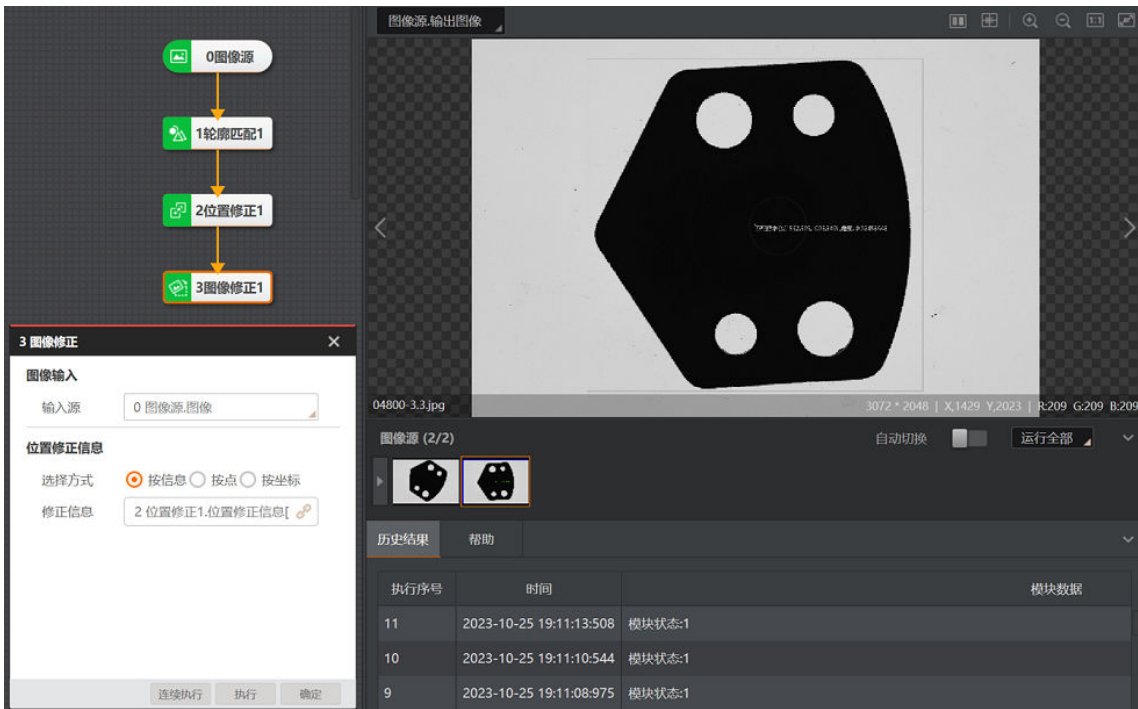 0图像源
1轮廓匹配1
2位置修正1
3图像修正1
3 图像修正
图像输入
输入源
0 图像源.图像
位置修正信息
选择方式
按信息 按点 按坐标
修正信息
2 位置修正1.位置修正信息[
连续执行 执行 确定
图像源.输出图像
1:1
04800-3.3.jpg
3072 * 2048 | X,1429 Y,2023 | R:209 G:209 B:209
图像源 (2/2)
自动切换
运行全部
历史结果 帮助
执行序号 时间 模块数据
11 2023-10-25 19:11:13:508 模块状态:1
10 2023-10-25 19:11:10:544 模块状态:1
9 2023-10-25 19:11:08:975 模块状态:1